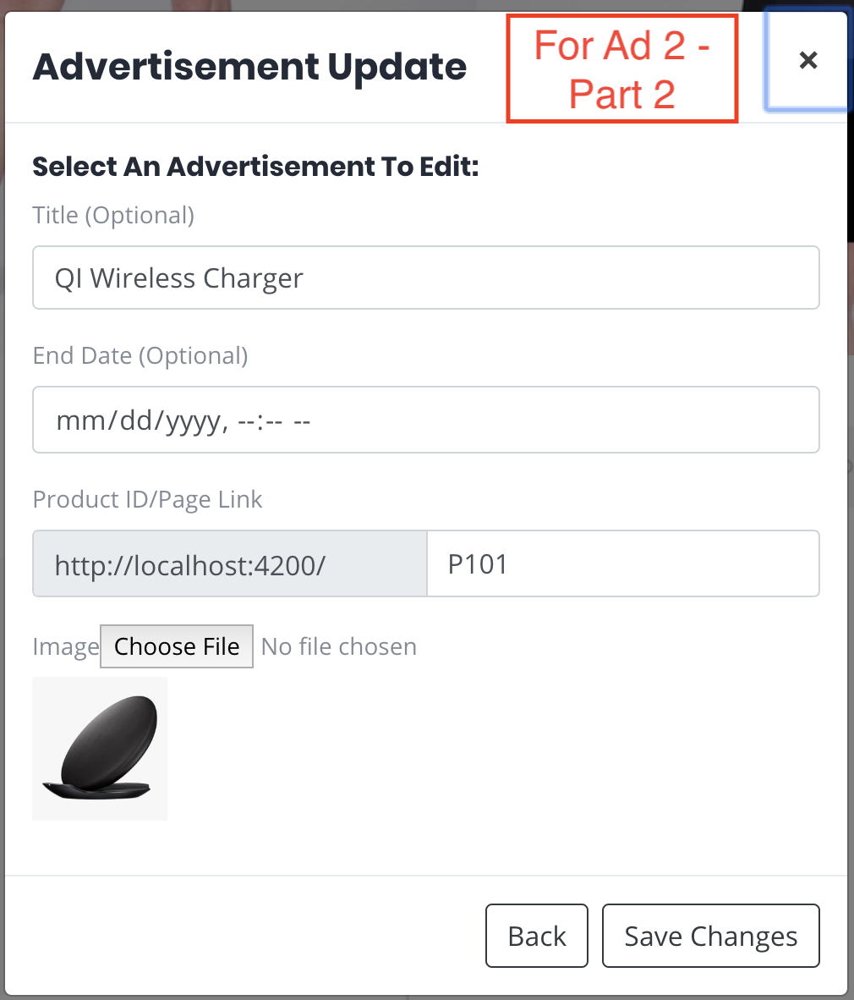 Advertisement Update
For Ad 2 -
Part 2
×
Select An Advertisement To Edit:
Title (Optional)
QI Wireless Charger
End Date (Optional)
mm/dd/yyyy, --:-- --
Product ID/Page Link
http://localhost:4200/ P101
Image Choose File No file chosen
Back Save Changes